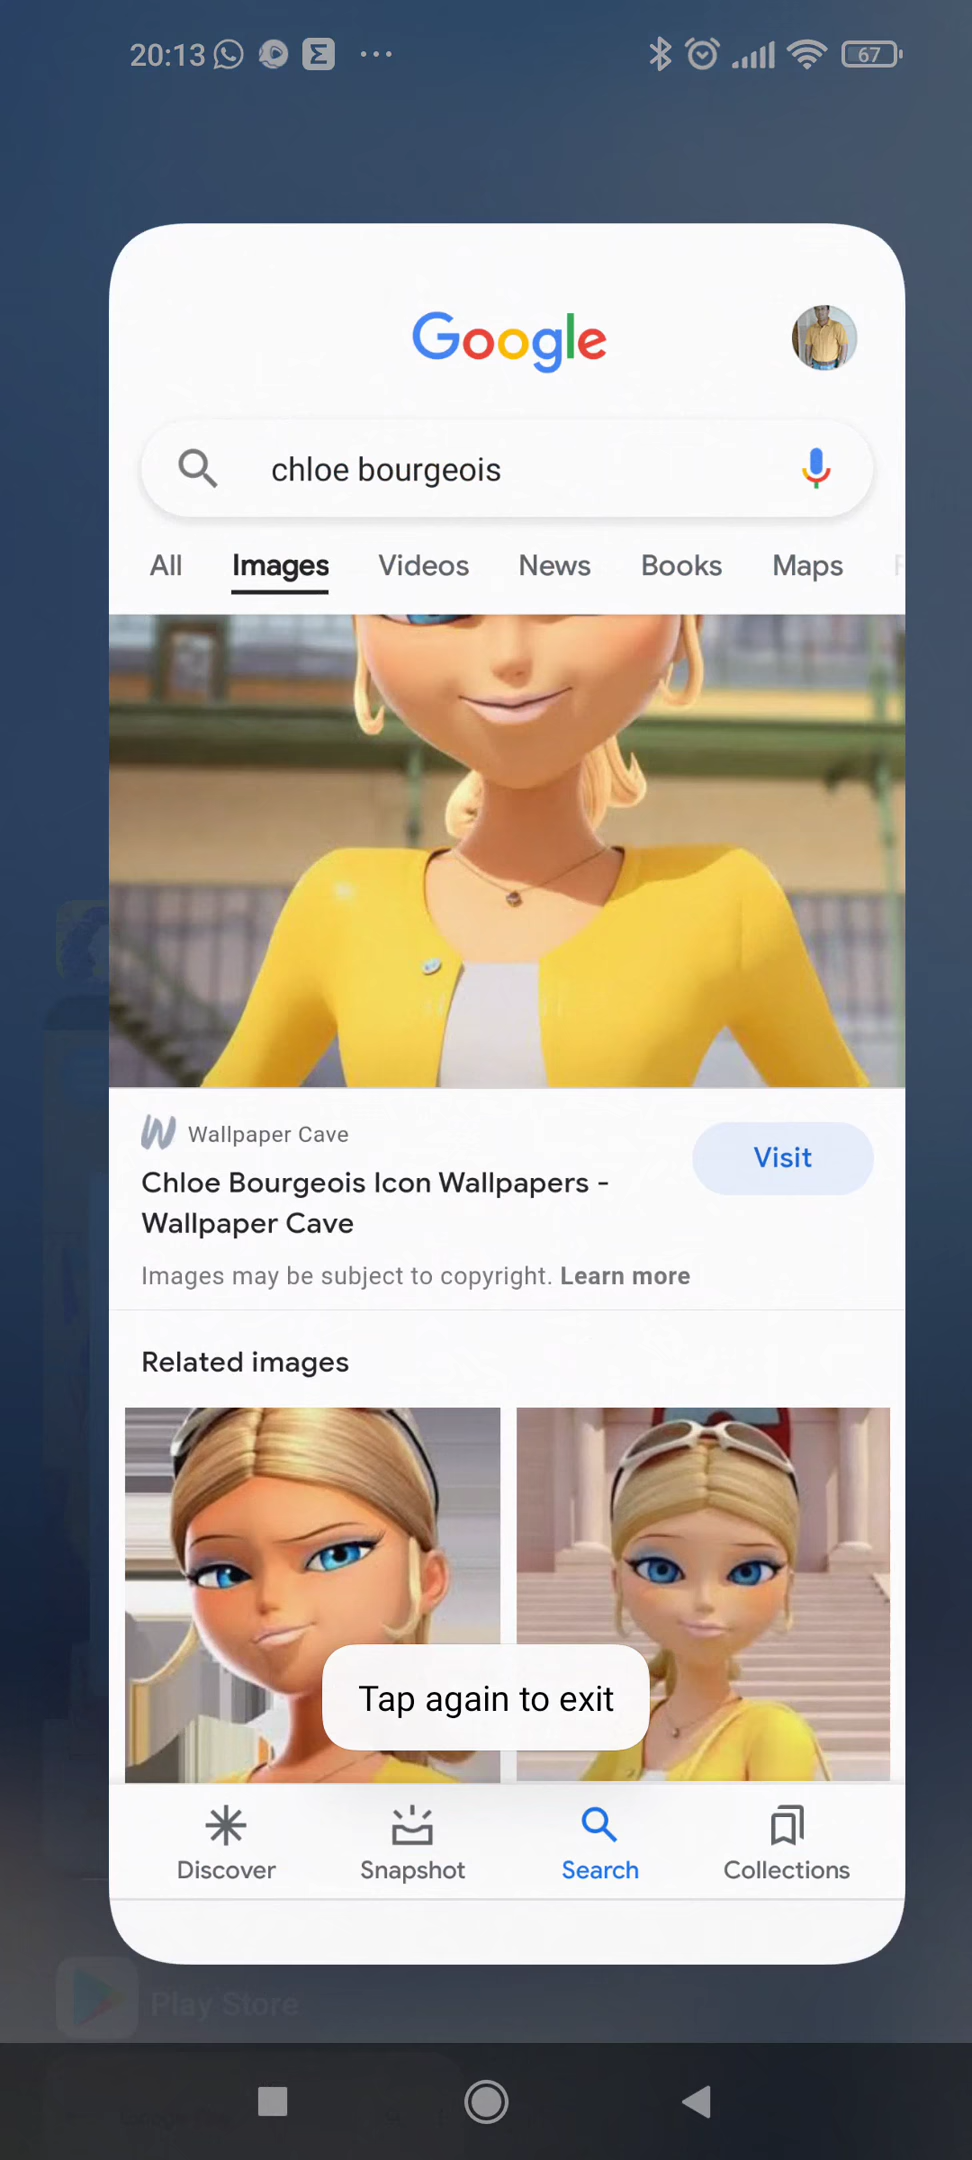 20:13
67
Google
chloe bourgeois
All Images Videos News Books Maps
Wallpaper Cave
Visit
Chloe Bourgeois Icon Wallpapers -
Wallpaper Cave
Images may be subject to copyright. Learn more
Related images
Tap again to exit
Discover Snapshot Search Collections
Play Store